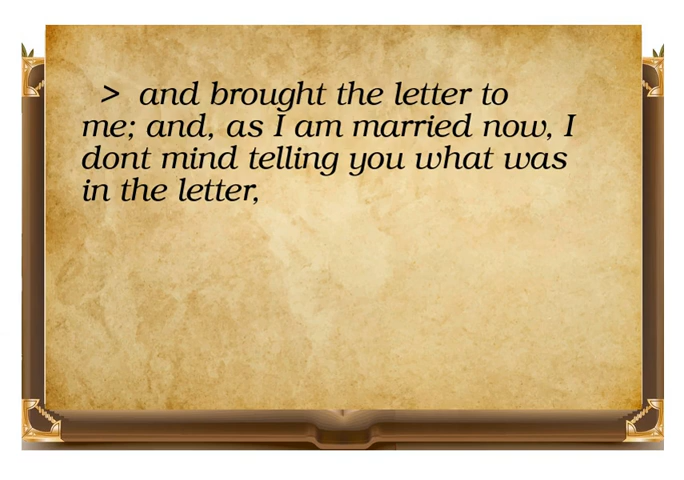 > and brought the letter to
me; and, as I am married now, I
dont mind telling you what was
in the letter,